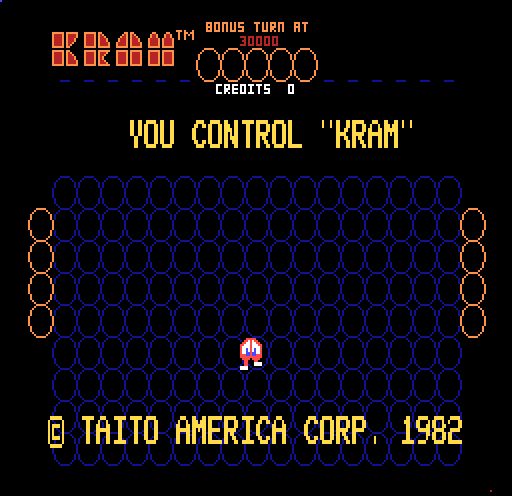 KRAM™
BONUS TURN AT
30000
CREDITS 0
YOU CONTROL "KRAM"
© TAITO AMERICA CORP. 1982